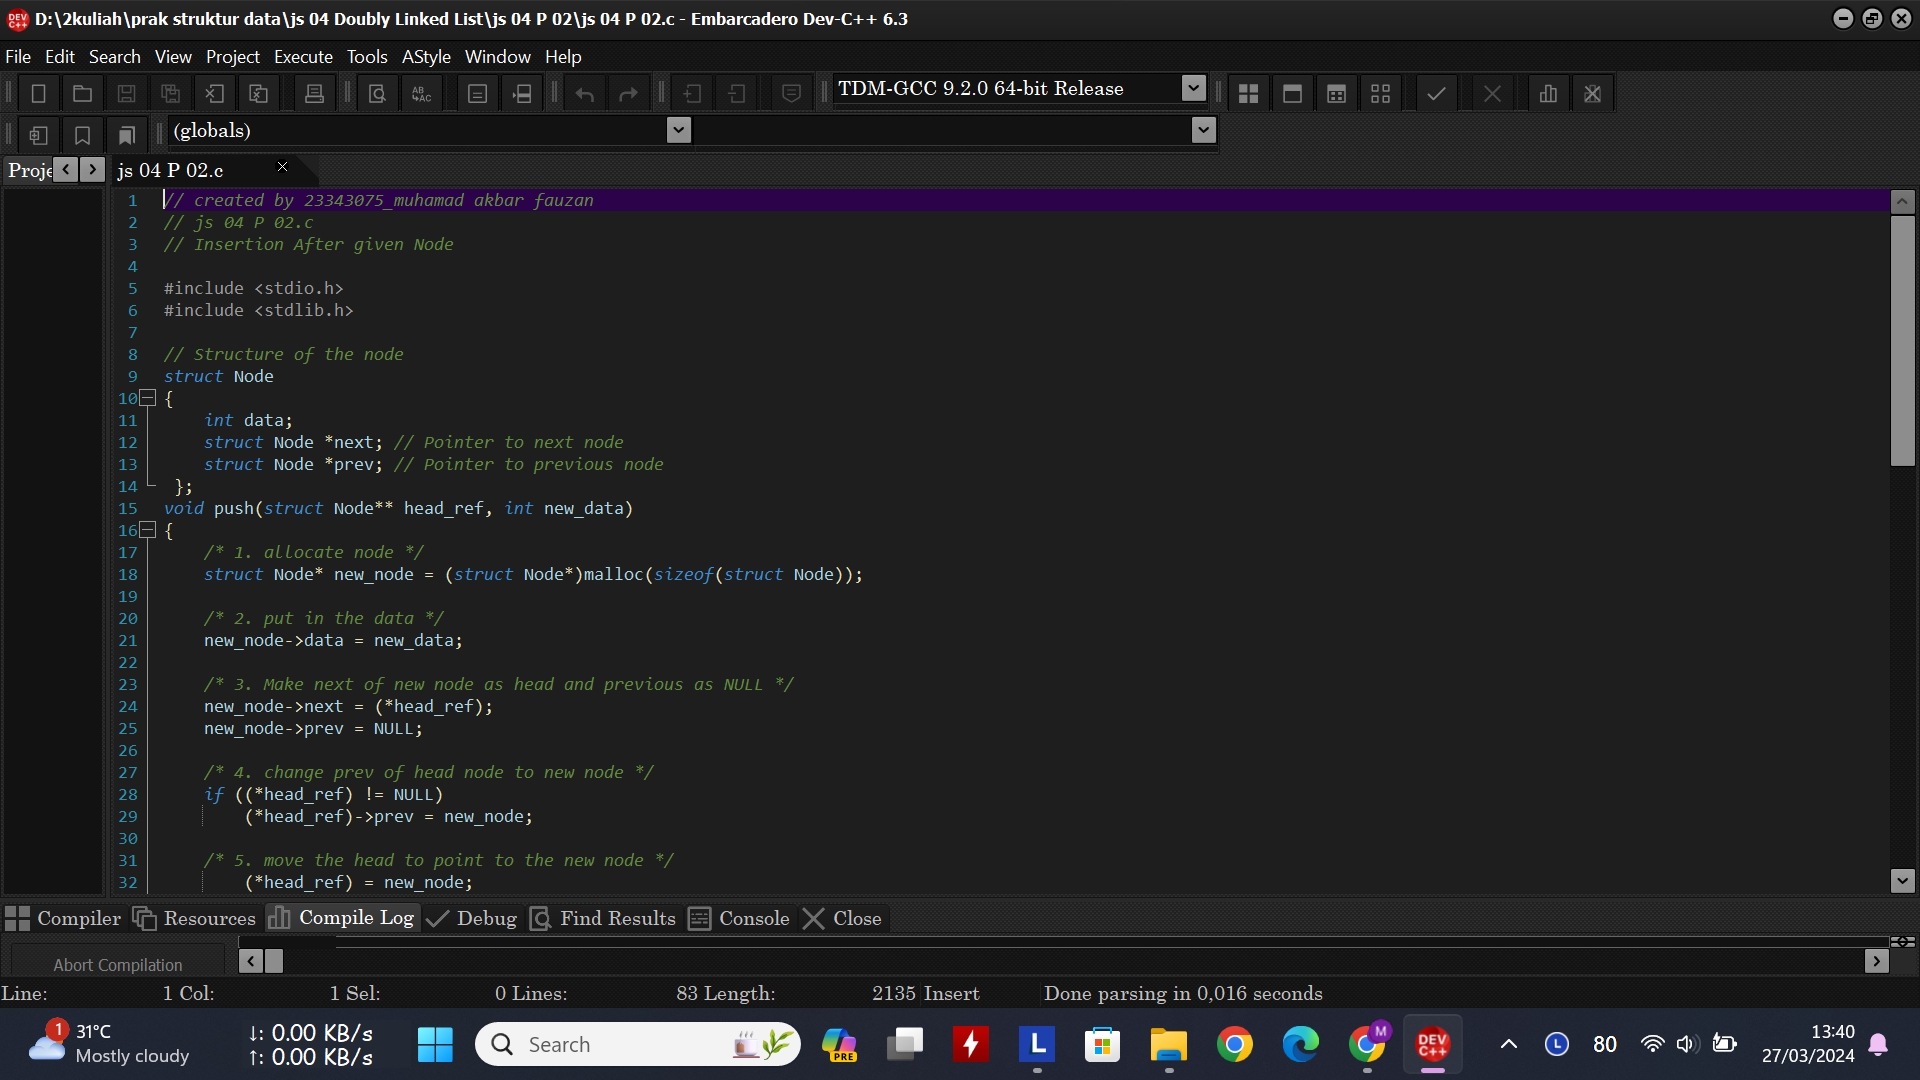 D:\2kuliah\prak struktur data\js 04 Doubly Linked List\js 04 P 02\js 04 P 02.c - Embarcadero Dev-C++ 6.3
File Edit Search View Project Execute Tools AStyle Window Help
TDM-GCC 9.2.0 64-bit Release
(globals)
Proje js 04 P 02.c
1 // created by 23343075_muhamad akbar fauzan
2 // js 04 P 02.c
3 // Insertion After given Node
4
5 #include <stdio.h>
6 #include <stdlib.h>
7
8 // Structure of the node
9 struct Node
10 {
11 int data;
12 struct Node *next; // Pointer to next node
13 struct Node *prev; // Pointer to previous node
14 };
15 void push(struct Node** head_ref, int new_data)
16 {
17 /* 1. allocate node */
18 struct Node* new_node = (struct Node*)malloc(sizeof(struct Node));
19
20 /* 2. put in the data */
21 new_node->data = new_data;
22
23 /* 3. Make next of new node as head and previous as NULL */
24 new_node->next = (*head_ref);
25 new_node->prev = NULL;
26
27 /* 4. change prev of head node to new node */
28 if ((*head_ref) != NULL)
29 (*head_ref)->prev = new_node;
30
31 /* 5. move the head to point to the new node */
32 (*head_ref) = new_node;
Compiler Resources Compile Log Debug Find Results Console Close
Abort Compilation
Line: 1 Col: 1 Sel: 0 Lines: 83 Length: 2135 Insert Done parsing in 0,016 seconds
1 31°C
Mostly cloudy
↓: 0.00 KB/s
↑: 0.00 KB/s
Search
PRE
L
M
DEV C++
L
80
13:40
27/03/2024